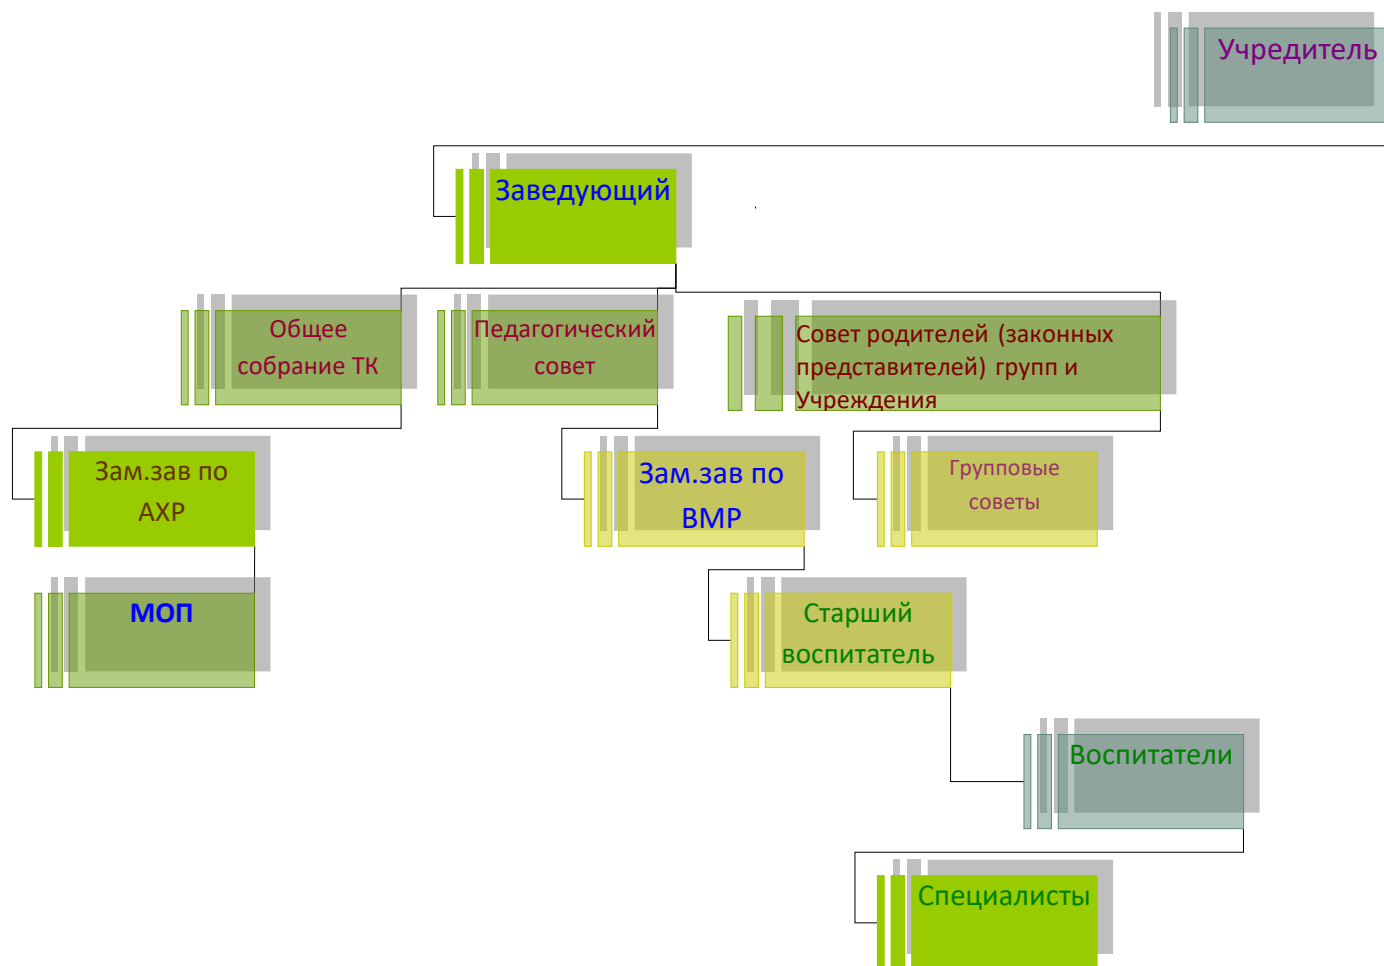 Учредитель
Заведующий
Общее
собрание ТК
Педагогический
совет
Совет родителей (законных
представителей) групп и
Учреждения
Зам.зав по
АХР
Зам.зав по
ВМР
Групповые
советы
МОП
Старший
воспитатель
Воспитатели
Специалисты